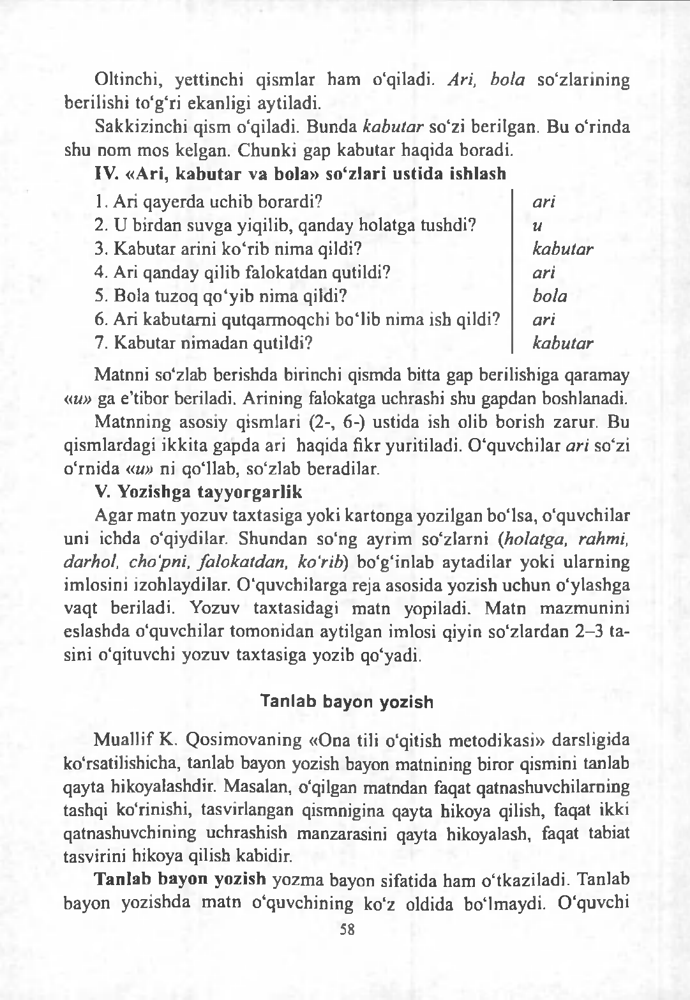 Oltinchi, yettinchi qismlar ham o‘qiladi. Ari, bola so‘zlarining
berilishi to‘g‘ri ekanligi aytiladi.
Sakkizinchi qism o‘qiladi. Bunda kabutar so‘zi berilgan. Bu o‘rinda
shu nom mos kelgan. Chunki gap kabutar haqida boradi.
IV. «Ari, kabutar va bola» so‘zlari ustida ishlash
1. Ari qayerda uchib borardi? ari
2. U birdan suvga yiqilib, qanday holatga tushdi? u
3. Kabutar arini ko‘rib nima qildi? kabutar
4. Ari qanday qilib falokatdan qutildi? ari
5. Bola tuzoq qo‘yib nima qildi? bola
6. Ari kabutarni qutqarmoqchi bo‘lib nima ish qildi? ari
7. Kabutar nimadan qutildi? kabutar
Matnni so‘zlab berishda birinchi qismda bitta gap berilishiga qaramay
«u» ga e’tibor beriladi. Arining falokatga uchrashi shu gapdan boshlanadi.
Matnning asosiy qismlari (2-, 6-) ustida ish olib borish zarur. Bu
qismlardagi ikkita gapda ari haqida fikr yuritiladi. O‘quvchilar ari so‘zi
o‘rnida «u» ni qo‘llab, so‘zlab beradilar.
V. Yozishga tayyorgarlik
Agar matn yozuv taxtasiga yoki kartonga yozilgan bo‘lsa, o‘quvchilar
uni ichda o‘qiydilar. Shundan so‘ng ayrim so‘zlarni (holatga, rahmi,
darhol, cho‘pni, falokatdan, ko‘rib) bo‘g‘inlab aytadilar yoki ularning
imlosini izohlaydilar. O‘quvchilarga reja asosida yozish uchun o‘ylashga
vaqt beriladi. Yozuv taxtasidagi matn yopiladi. Matn mazmunini
eslashda o‘quvchilar tomonidan aytilgan imlosi qiyin so‘zlardan 2–3 ta-
sini o‘qituvchi yozuv taxtasiga yozib qo‘yadi.
Tanlab bayon yozish
Muallif K. Qosimovaning «Ona tili o‘qitish metodikasi» darsligida
ko‘rsatilishicha, tanlab bayon yozish bayon matnining biror qismini tanlab
qayta hikoyalashdir. Masalan, o‘qilgan matndan faqat qatnashuvchilarning
tashqi ko‘rinishi, tasvirlangan qismnigina qayta hikoya qilish, faqat ikki
qatnashuvchining uchrashish manzarasini qayta hikoyalash, faqat tabiat
tasvirini hikoya qilish kabidir.
Tanlab bayon yozish yozma bayon sifatida ham o‘tkaziladi. Tanlab
bayon yozishda matn o‘quvchining ko‘z oldida bo‘lmaydi. O‘quvchi
58